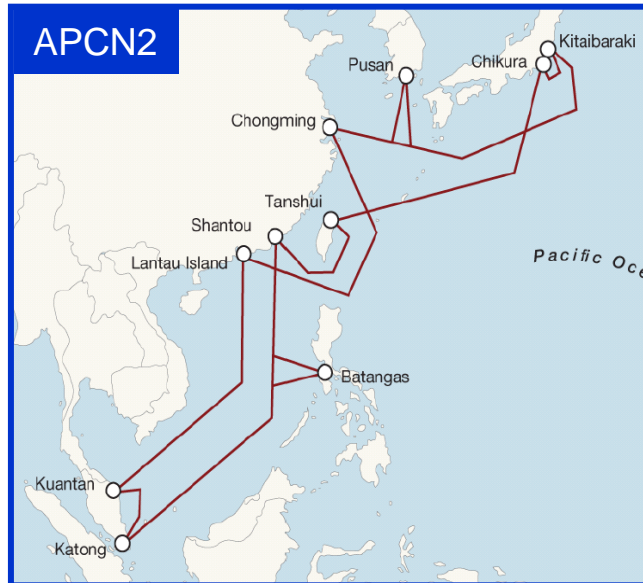 APCN2
Kitaibaraki
Pusan
Chikura
Chongming
Tanshui
Shantou
Lantau Island
Pacific Oce
Batangas
Kuantan
Katong